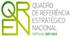 QREN
QUADRO
DE REFERÊNCIA
ESTRATÉGICO
NACIONAL